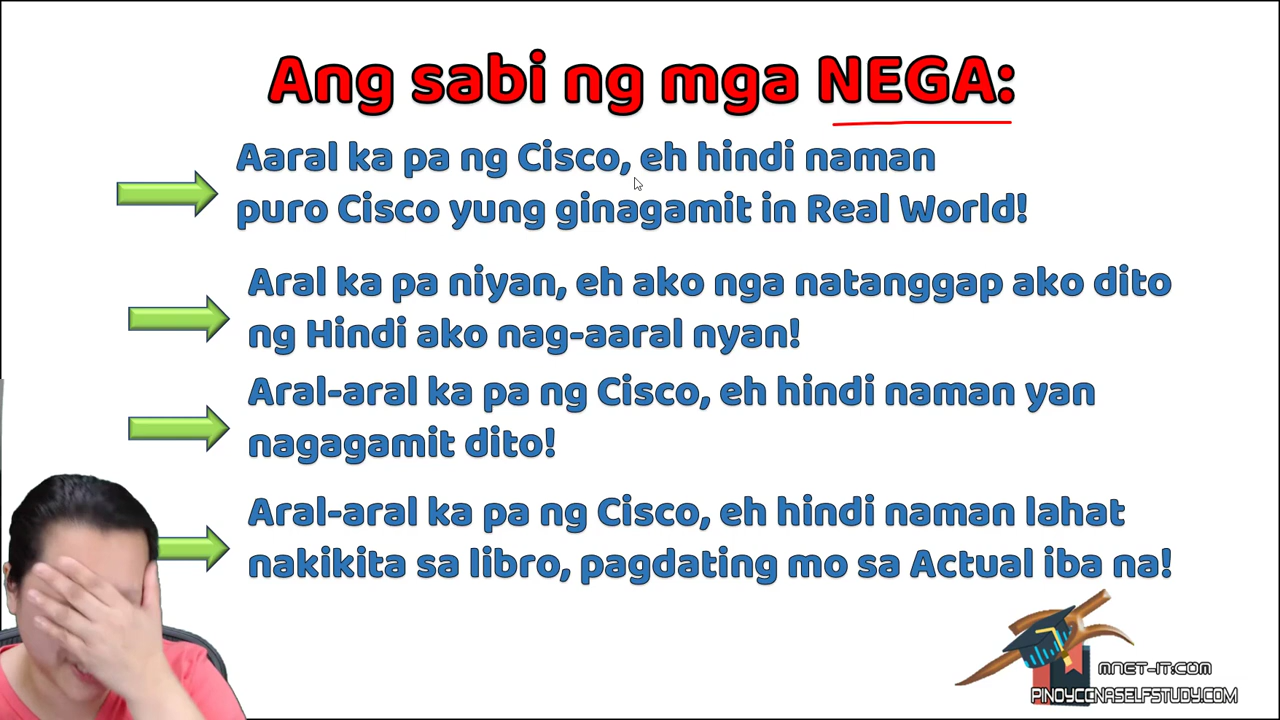 Ang sabi ng mga NEGA:
Aaral ka pa ng Cisco, eh hindi naman
puro Cisco yung ginagamit in Real World!
Aral ka pa niyan, eh ako nga natanggap ako dito
ng Hindi ako nag-aaral nyan!
Aral-aral ka pa ng Cisco, eh hindi naman yan
nagagamit dito!
Aral-aral ka pa ng Cisco, eh hindi naman lahat
nakikita sa libro, pagdating mo sa Actual iba na!
MNET-IT.COM
PINOYCCNASELFSTUDY.COM